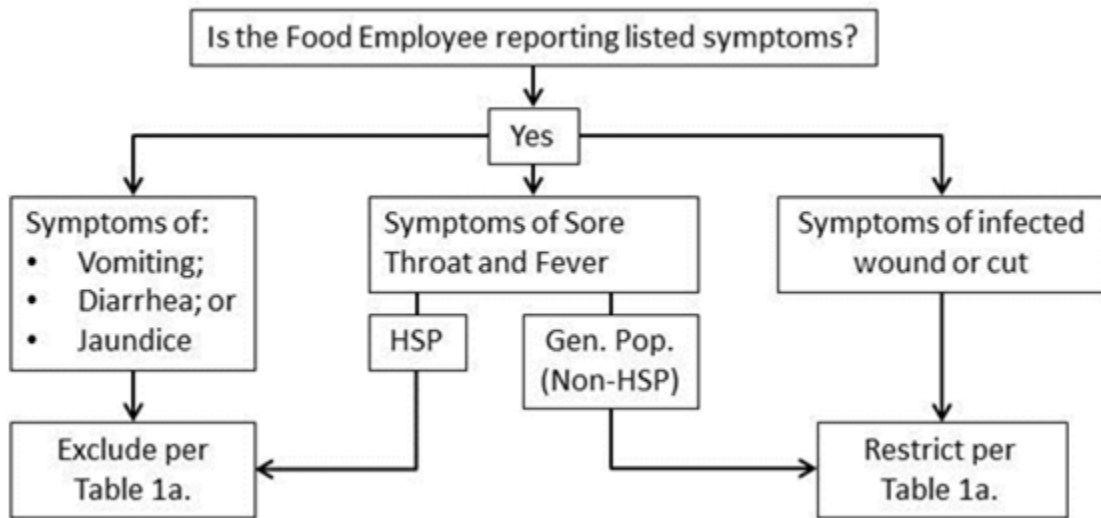 Is the Food Employee reporting listed symptoms?
Yes
Symptoms of:
• Vomiting;
• Diarrhea; or
• Jaundice
Symptoms of Sore
Throat and Fever
Symptoms of infected
wound or cut
HSP
Gen. Pop.
(Non-HSP)
Exclude per
Table 1a.
Restrict per
Table 1a.